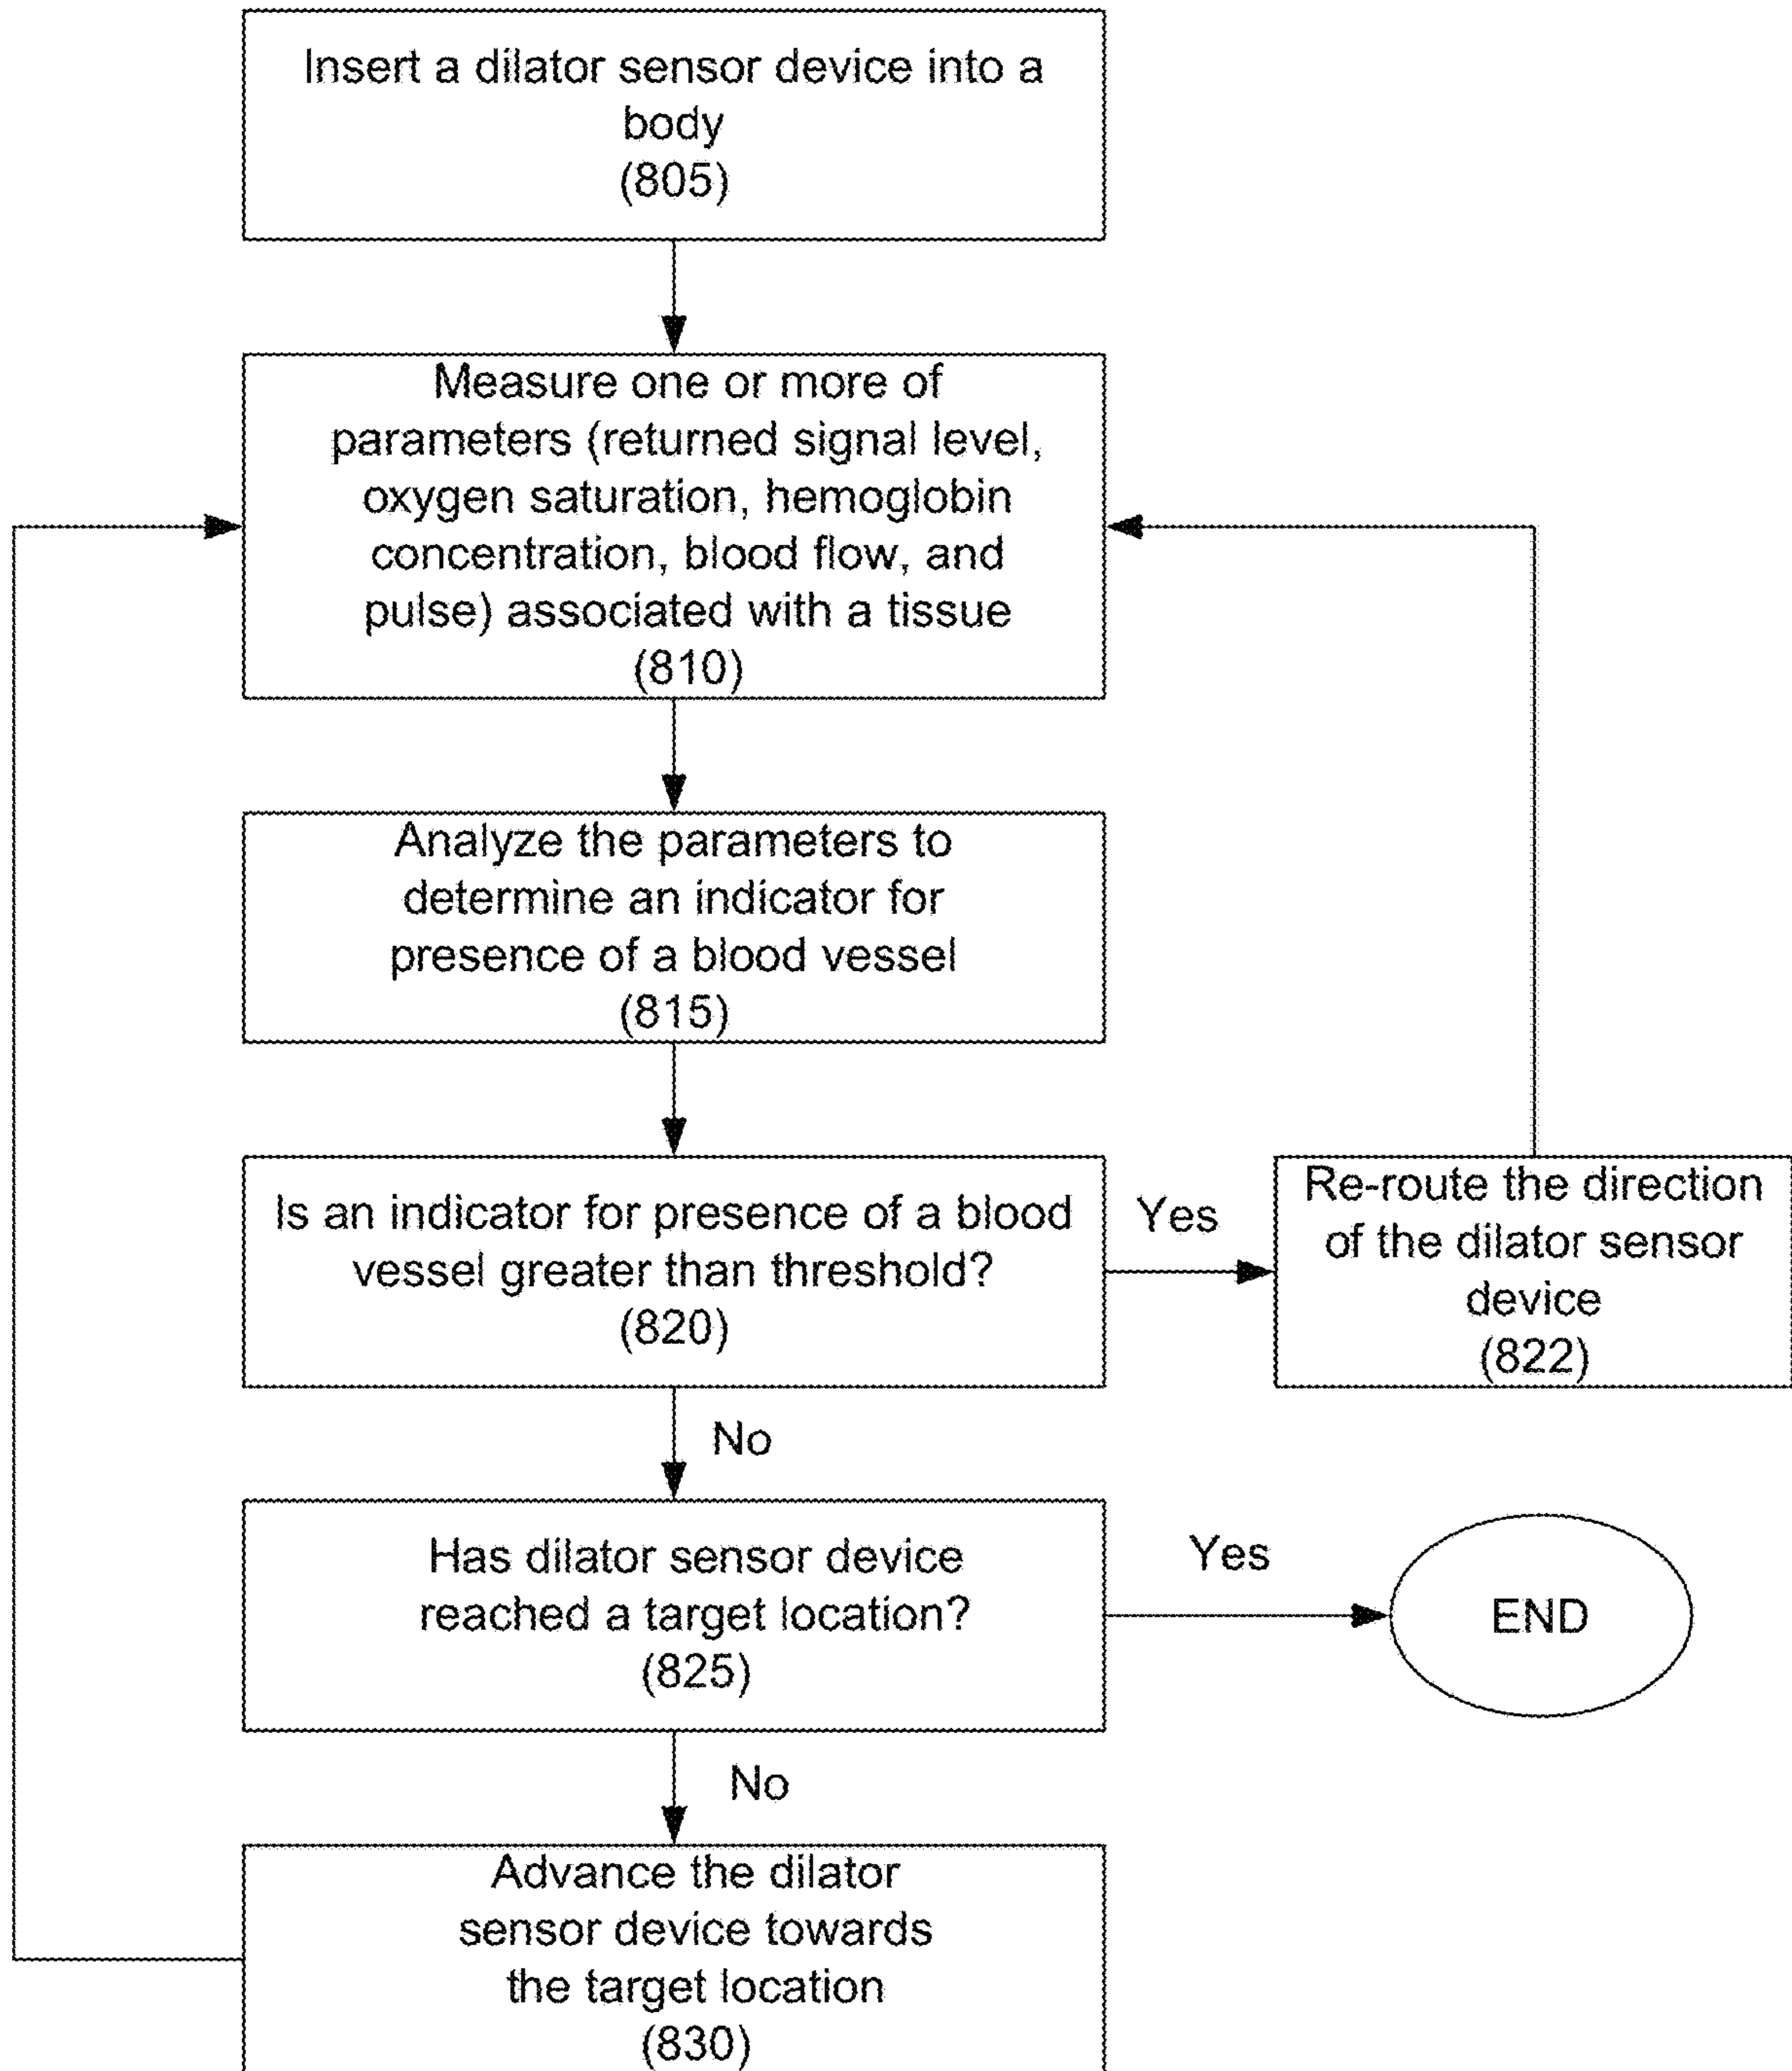 Insert a dilator sensor device into a
body
(805)
Measure one or more of
parameters (returned signal level,
oxygen saturation, hemoglobin
concentration, blood flow, and
pulse) associated with a tissue
(810)
Analyze the parameters to
determine an indicator for
presence of a blood vessel
(815)
Is an indicator for presence of a blood
vessel greater than threshold?
(820)
Yes
Re-route the direction
of the dilator sensor
device
(822)
No
Has dilator sensor device
reached a target location?
(825)
Yes
END
No
Advance the dilator
sensor device towards
the target location
(830)